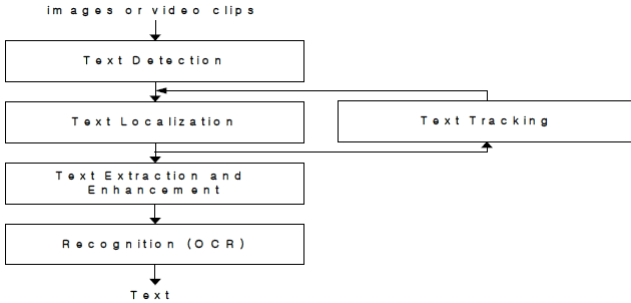 images or video clips
Text Detection
Text Localization
Text Tracking
Text Extraction and
Enhancement
Recognition (OCR)
Text